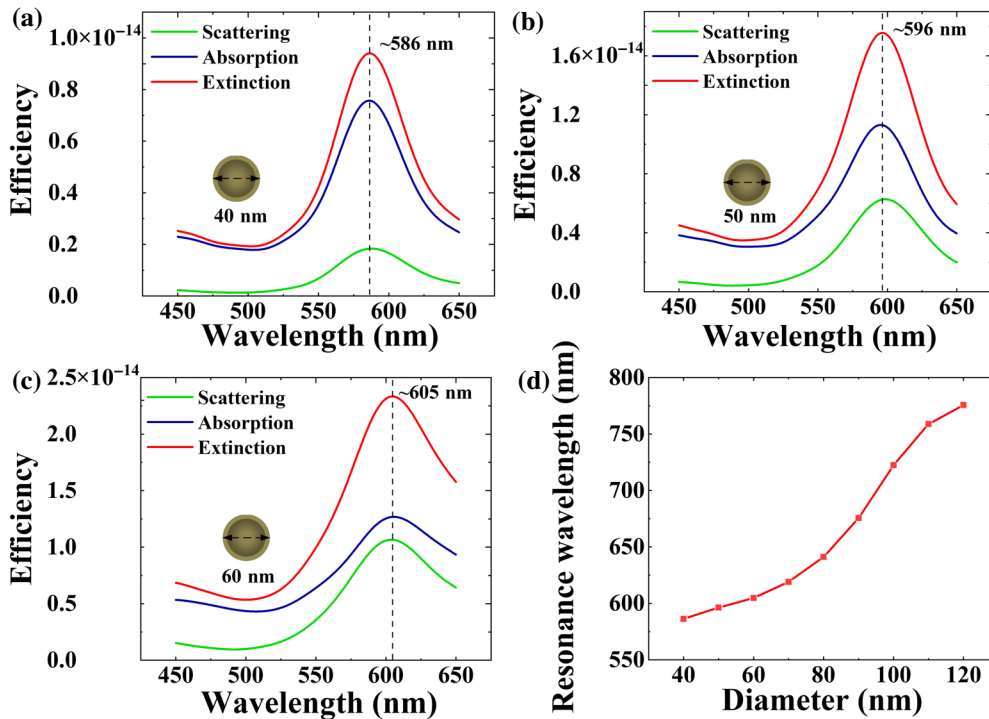 (a)
1.0×10⁻¹⁴
0.8
0.6
0.4
0.2
0.0
Efficiency
Scattering
Absorption
Extinction
~586 nm
40 nm
450 500 550 600 650
Wavelength (nm)
(b)
1.6×10⁻¹⁴
1.2
0.8
0.4
0.0
Efficiency
Scattering
Absorption
Extinction
~596 nm
50 nm
450 500 550 600 650
Wavelength (nm)
(c)
2.5×10⁻¹⁴
2.0
1.5
1.0
0.5
0.0
Efficiency
Scattering
Absorption
Extinction
~605 nm
60 nm
450 500 550 600 650
Wavelength (nm)
(d)
800
750
700
650
600
550
Resonance wavelength (nm)
40 50 60 70 80 90 100 110 120
Diameter (nm)